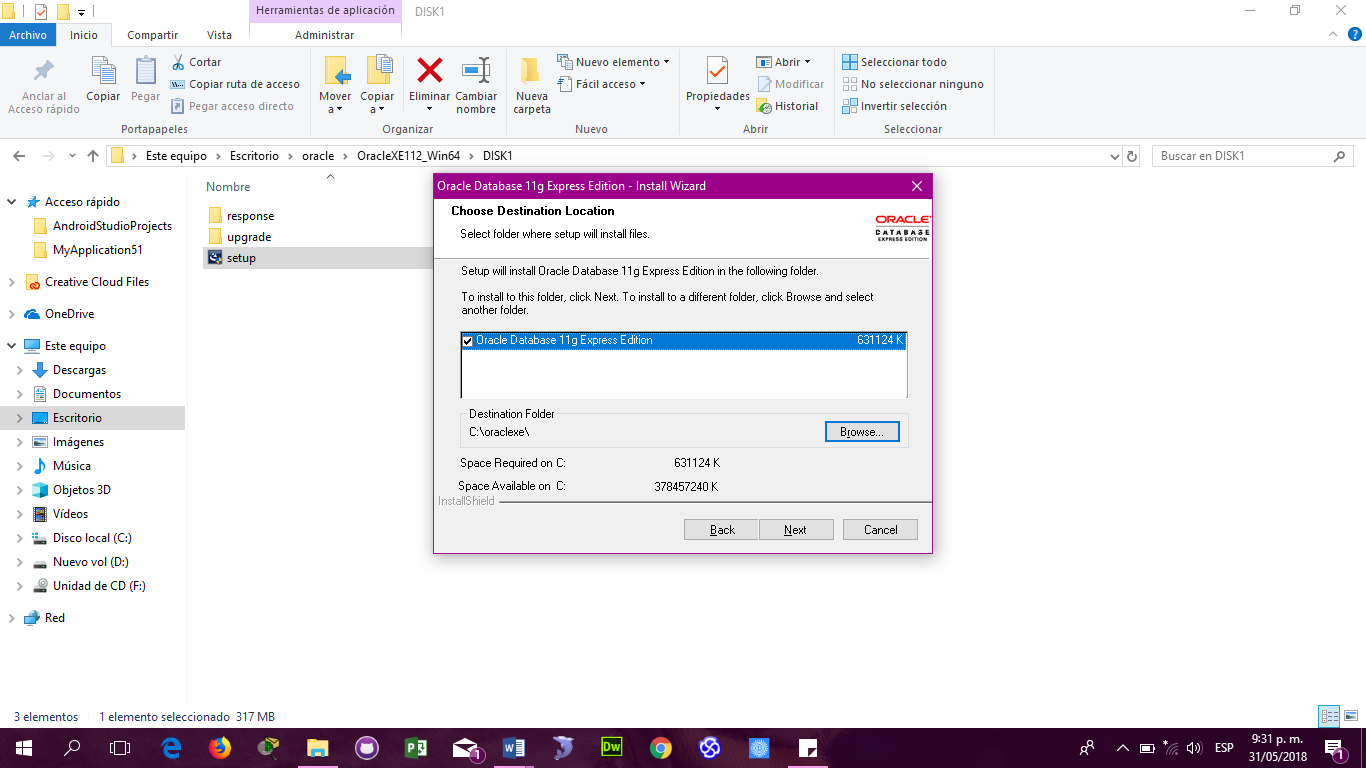 Herramientas de aplicación
DISK1
Archivo
Inicio
Compartir
Vista
Administrar
Anclar al
Acceso rápido
Copiar
Pegar
Cortar
Copiar ruta de acceso
Pegar acceso directo
Portapapeles
Mover
a
Copiar
a
Eliminar
Cambiar
nombre
Organizar
Nueva
carpeta
Nuevo elemento
Fácil acceso
Nuevo
Propiedades
Abrir
Modificar
Historial
Abrir
Seleccionar todo
No seleccionar ninguno
Invertir selección
Seleccionar
Este equipo > Escritorio > oracle > OracleXE112_Win64 > DISK1
Buscar en DISK1
Acceso rápido
AndroidStudioProjects
MyApplication51
Creative Cloud Files
OneDrive
Este equipo
Descargas
Documentos
Escritorio
Imágenes
Música
Objetos 3D
Vídeos
Disco local (C:)
Nuevo vol (D:)
Unidad de CD (F:)
Red
Nombre
response
upgrade
setup
Oracle Database 11g Express Edition - Install Wizard
Choose Destination Location
Select folder where setup will install files.
ORACLE
DATABASE
EXPRESS EDITION
Setup will install Oracle Database 11g Express Edition in the following folder.
To install to this folder, click Next. To install to a different folder, click Browse and select
another folder.
Oracle Database 11g Express Edition 631124 K
Destination Folder
C:\oraclexe\
Browse...
Space Required on C: 631124 K
Space Available on C: 378457240 K
InstallShield
Back
Next
Cancel
3 elementos
1 elemento seleccionado 317 MB
Dw
1
ESP
9:31 p. m.
31/05/2018
1